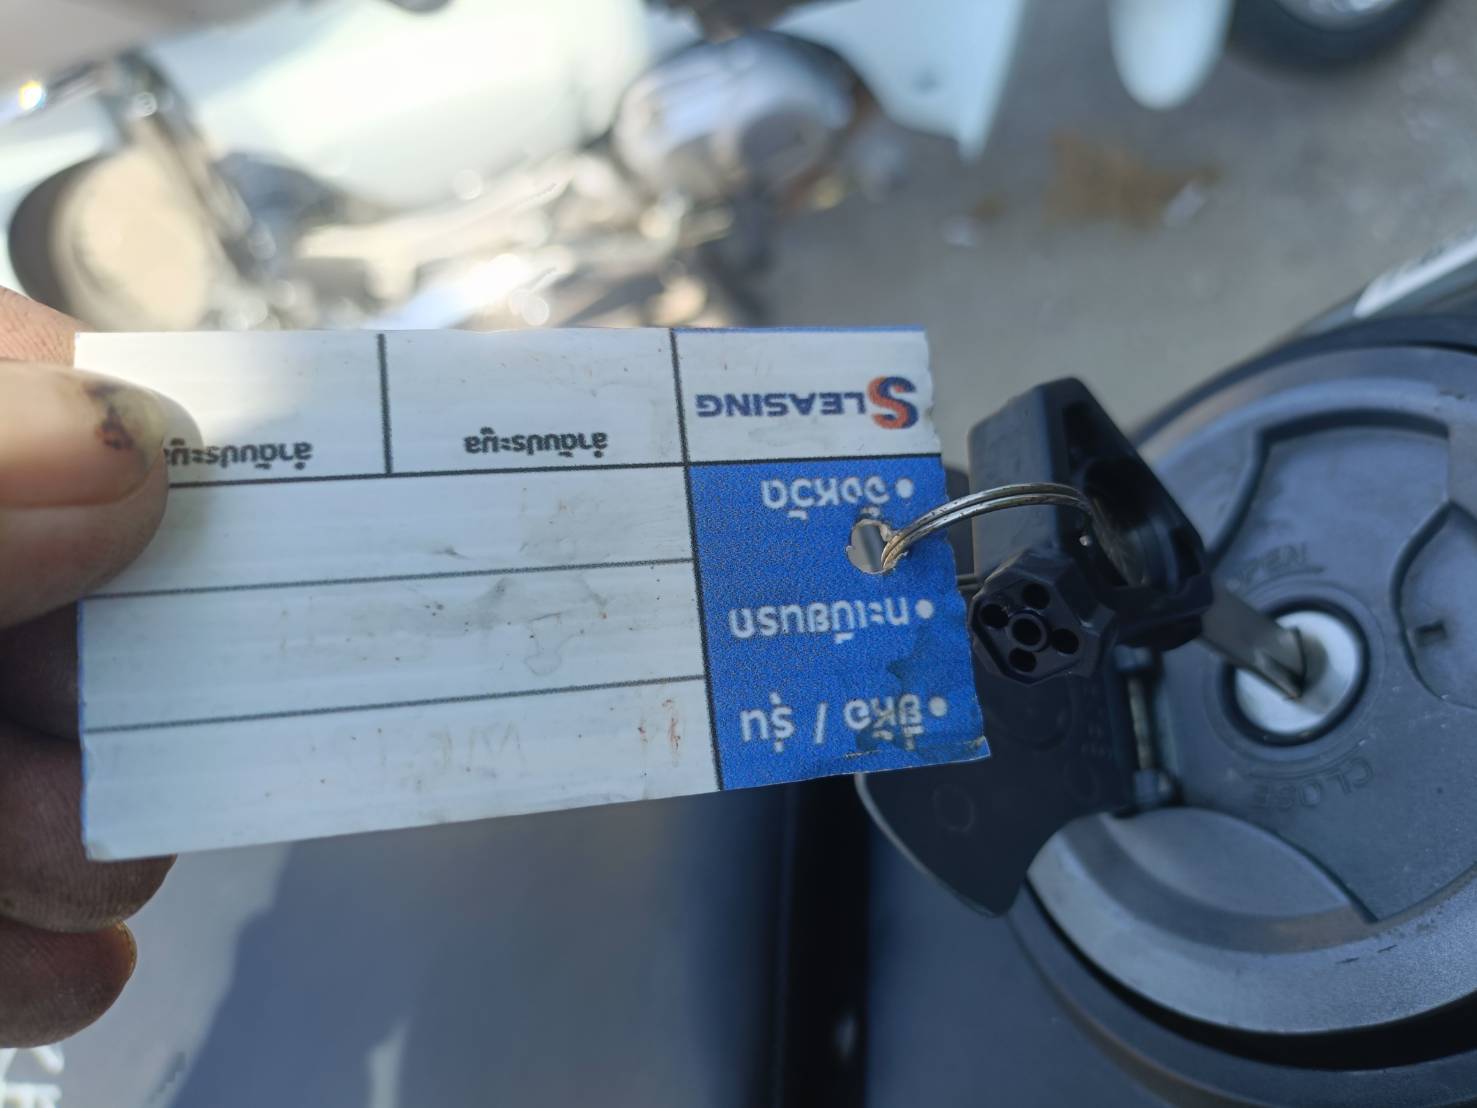 • ยี่ห้อ / รุ่น
• ทะเบียนรถ
• จังหวัด
S LEASING
ลำดับประมูล
ลำดับประมูล
OPEN
CLOSE